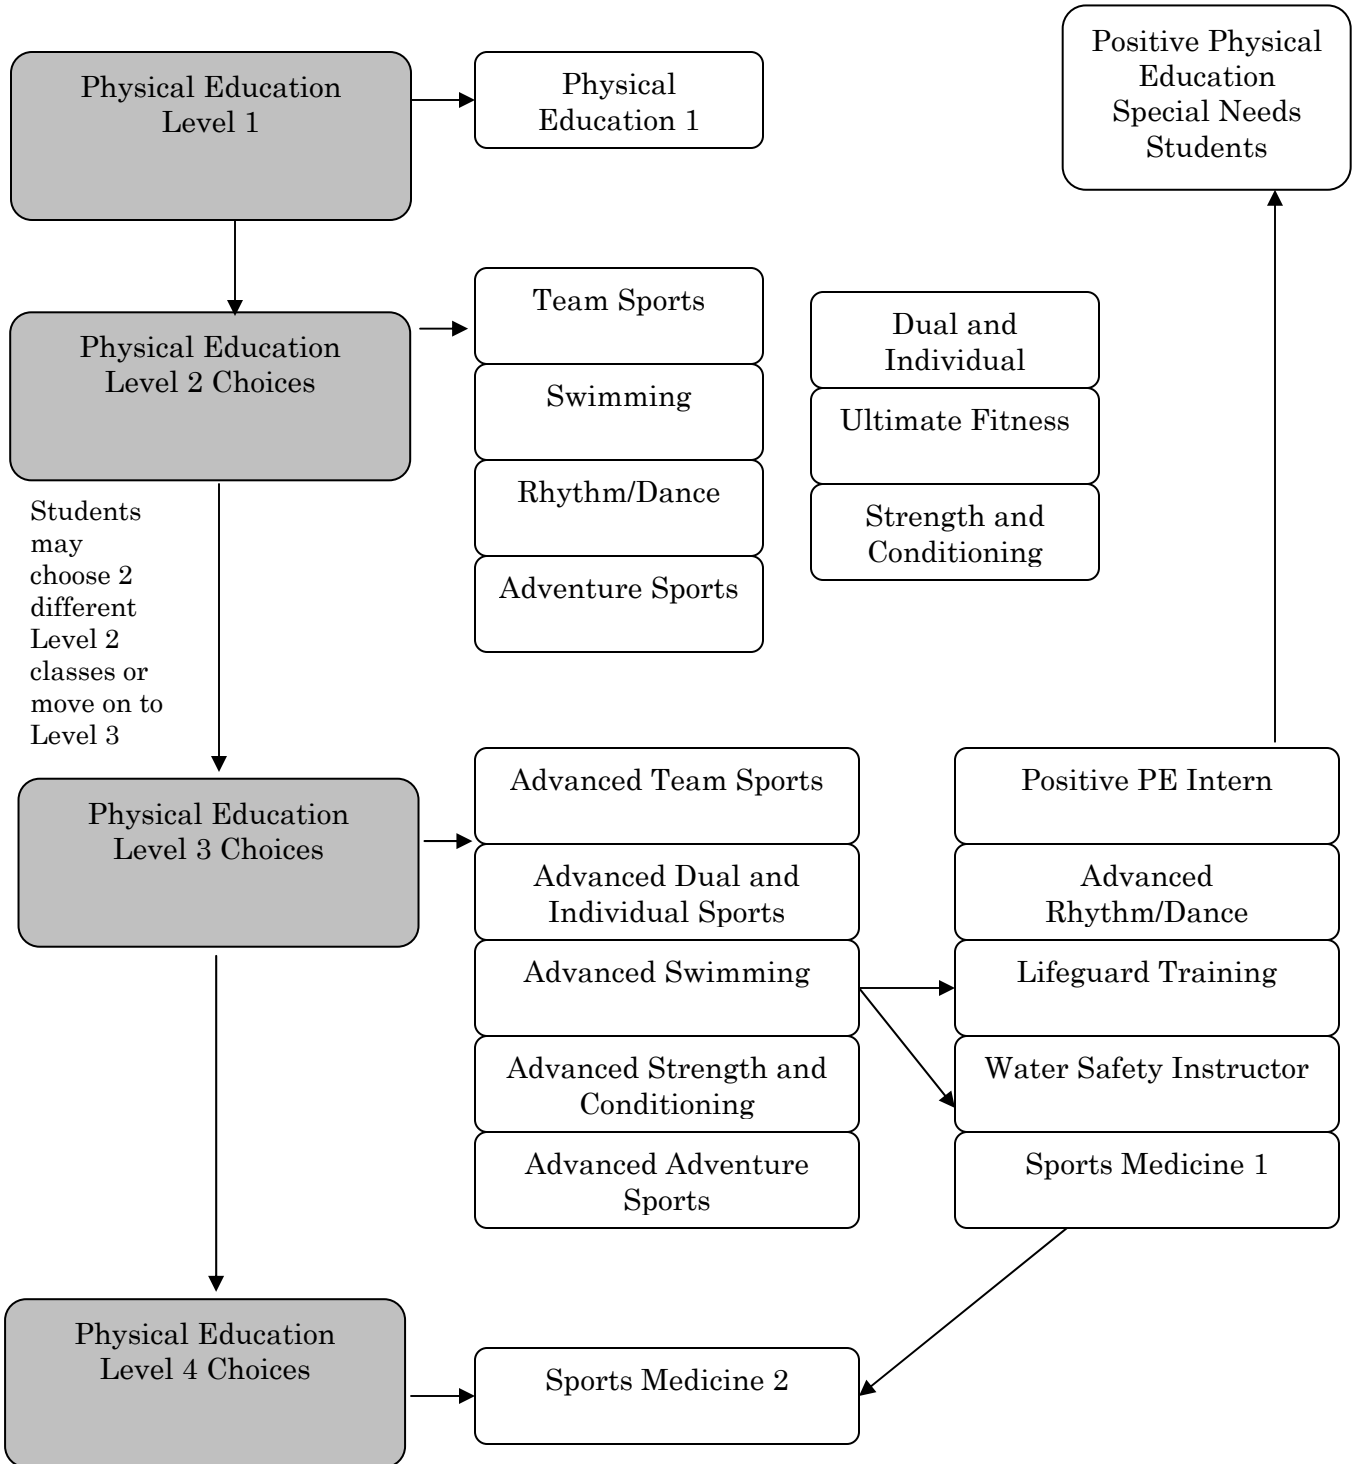 Physical Education
Level 1
Physical
Education 1
Positive Physical
Education
Special Needs
Students
Physical Education
Level 2 Choices
Team Sports
Swimming
Rhythm/Dance
Adventure Sports
Dual and
Individual
Ultimate Fitness
Strength and
Conditioning
Students
may
choose 2
different
Level 2
classes or
move on to
Level 3
Physical Education
Level 3 Choices
Advanced Team Sports
Advanced Dual and
Individual Sports
Advanced Swimming
Advanced Strength and
Conditioning
Advanced Adventure
Sports
Positive PE Intern
Advanced
Rhythm/Dance
Lifeguard Training
Water Safety Instructor
Sports Medicine 1
Physical Education
Level 4 Choices
Sports Medicine 2